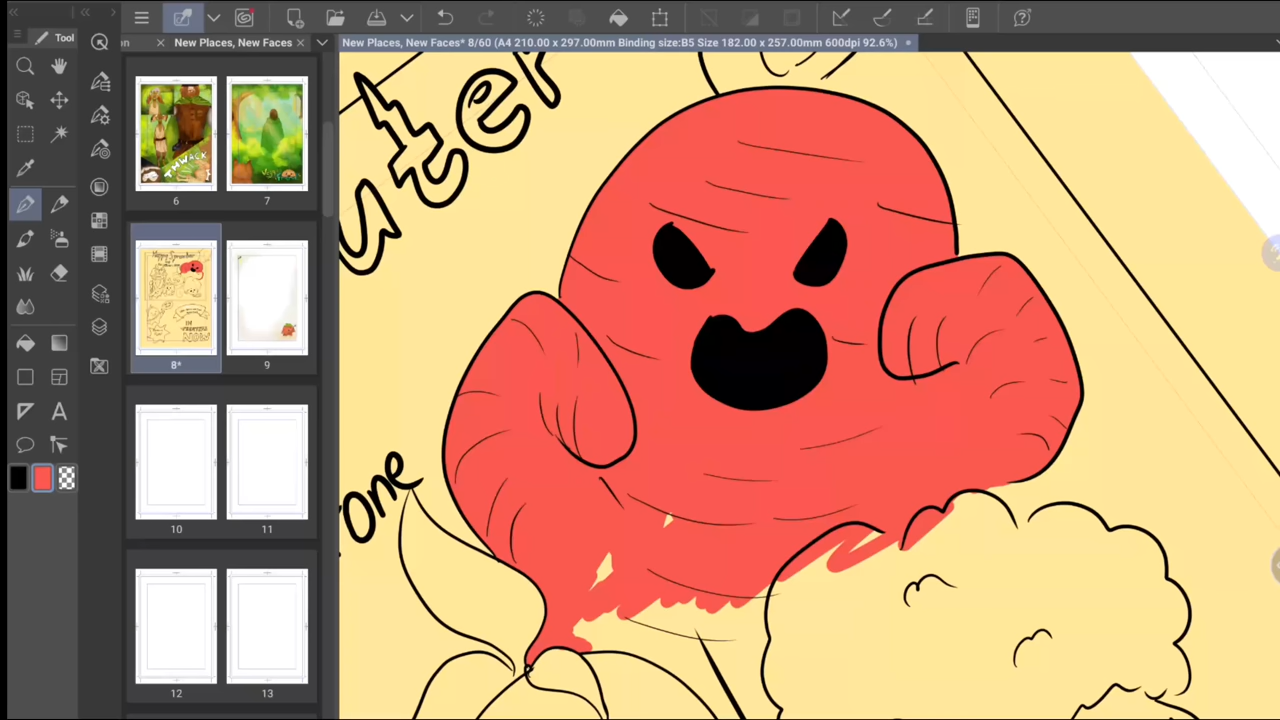 Tool
n
New Places, New Faces
New Places, New Faces* 8/60 (A4 210.00 x 297.00mm Binding size:B5 Size 182.00 x 257.00mm 600dpi 92.6%)
THWACK
6
7
8*
9
10
11
12
13
uter
one